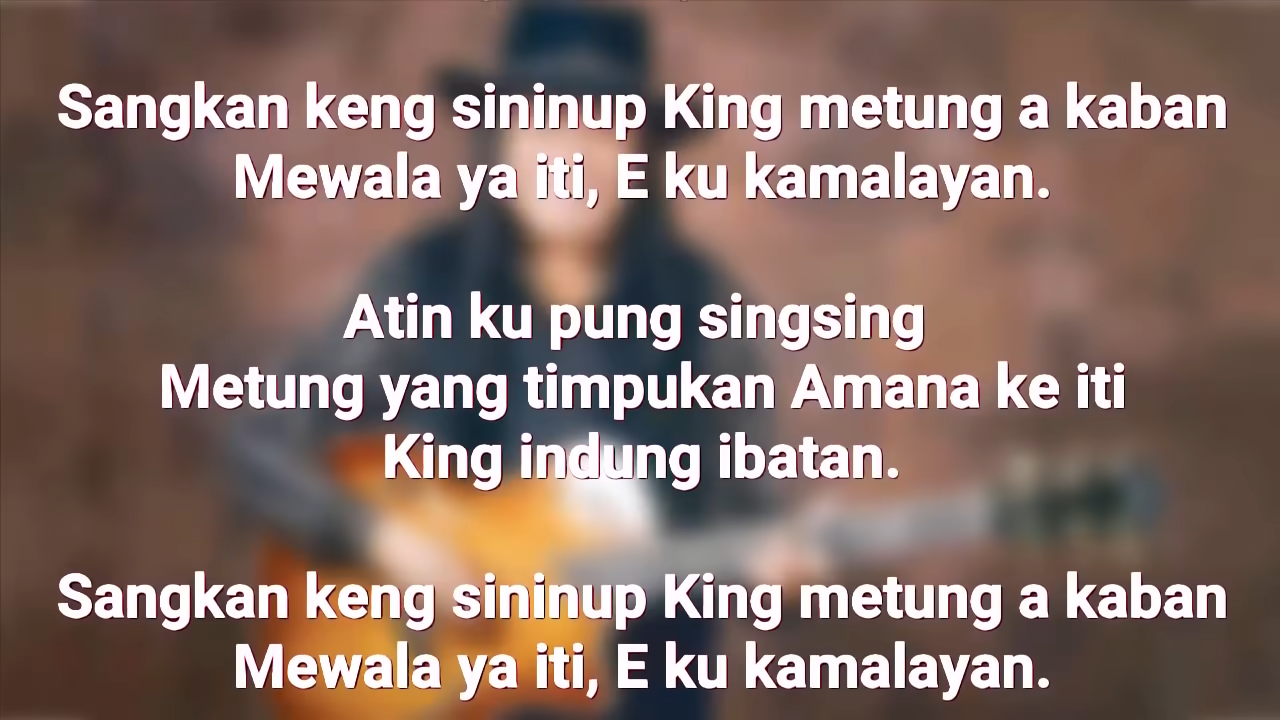 Sangkan keng sininup King metung a kaban
Mewala ya iti, E ku kamalayan.
Atin ku pung singsing
Metung yang timpukan Amana ke iti
King indung ibatan.
Sangkan keng sininup King metung a kaban
Mewala ya iti, E ku kamalayan.